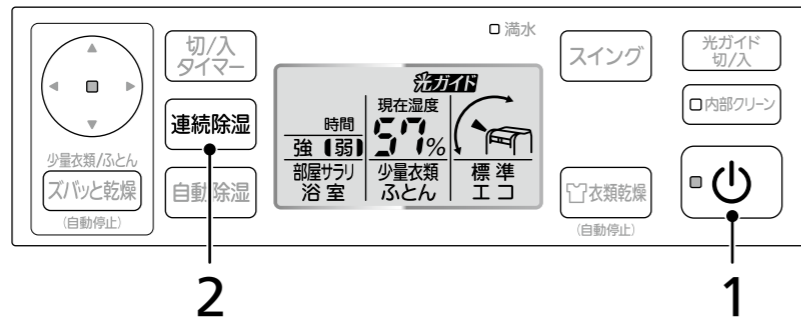 満水
切/入
タイマー
スイング
光ガイド
切/入
光ガイド
現在湿度
時間
57%
強【弱】
連続除湿
内部クリーン
少量衣類/ふとん
ズバッと乾燥
(自動停止)
自動除湿
部屋サラリ
浴室
少量衣類
ふとん
標準
エコ
衣類乾燥
(自動停止)
2
1